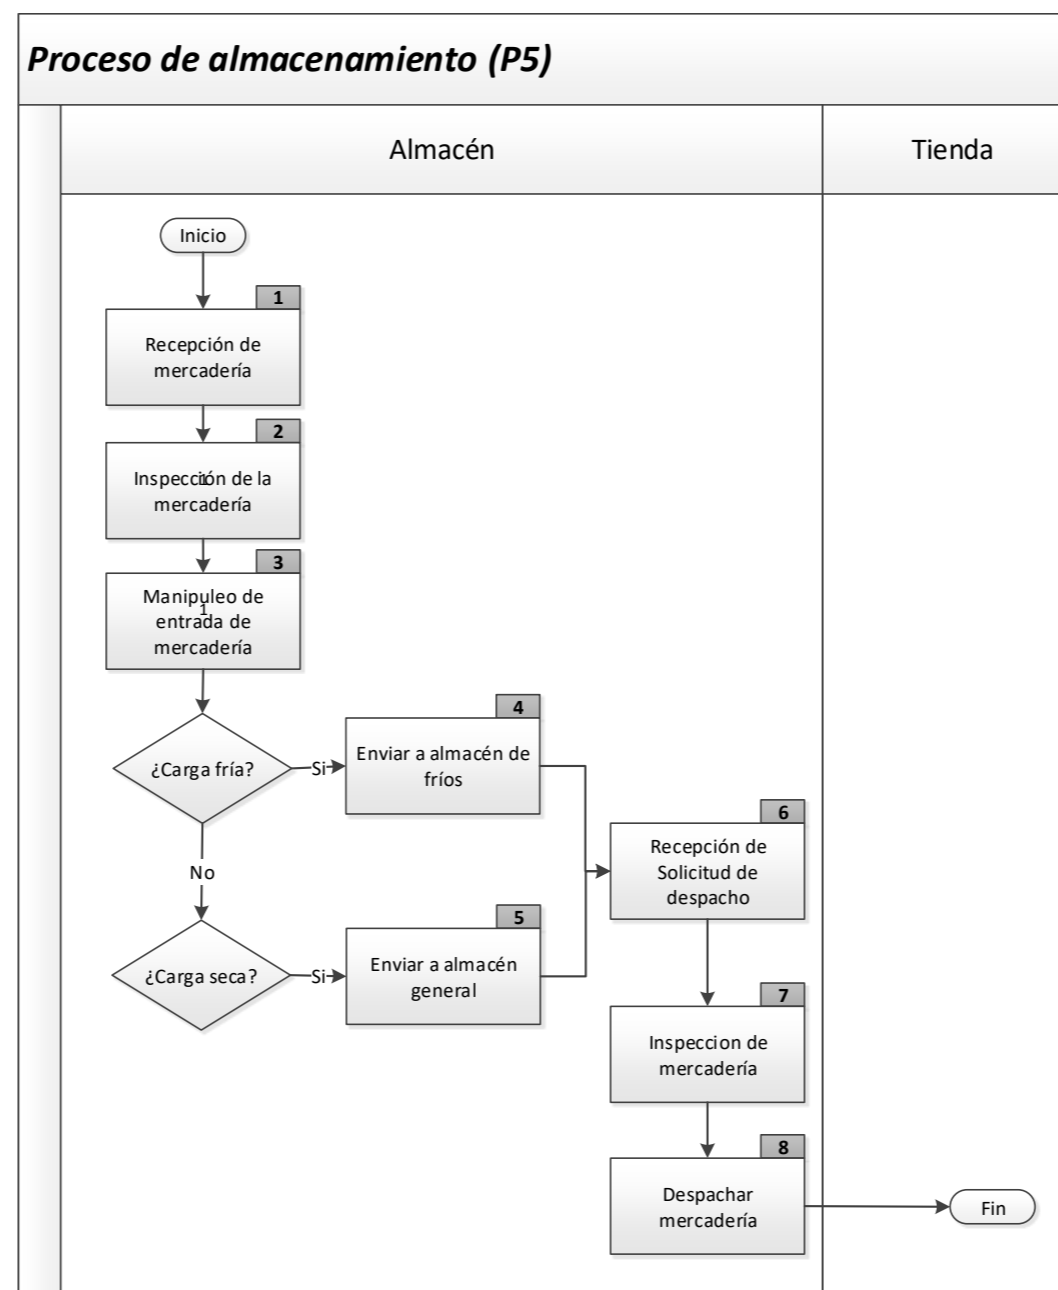 Proceso de almacenamiento (P5)
Almacén
Tienda
Inicio
1
Recepción de
mercadería
2
Inspección de la
1
mercadería
3
Manipuleo de
1
entrada de
mercadería
¿Carga fría?
Si
4
Enviar a almacén de
fríos
No
¿Carga seca?
Si
5
Enviar a almacén
general
6
Recepción de
Solicitud de
despacho
7
Inspeccion de
mercadería
8
Despachar
mercadería
Fin